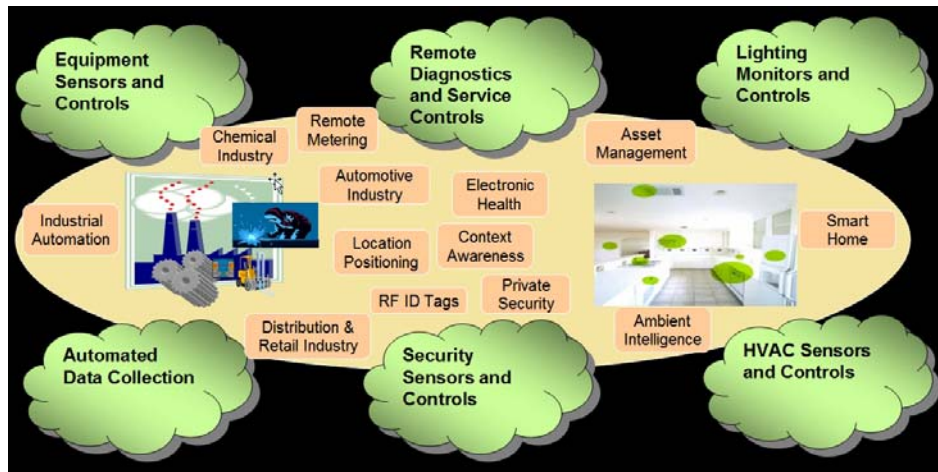 Equipment
Sensors and
Controls
Remote
Diagnostics
and Service
Controls
Lighting
Monitors and
Controls
Chemical
Industry
Remote
Metering
Asset
Management
Automotive
Industry
Electronic
Health
Industrial
Automation
Location
Positioning
Context
Awareness
Smart
Home
RF ID Tags
Private
Security
Distribution &
Retail Industry
Ambient
Intelligence
Automated
Data Collection
Security
Sensors and
Controls
HVAC Sensors
and Controls